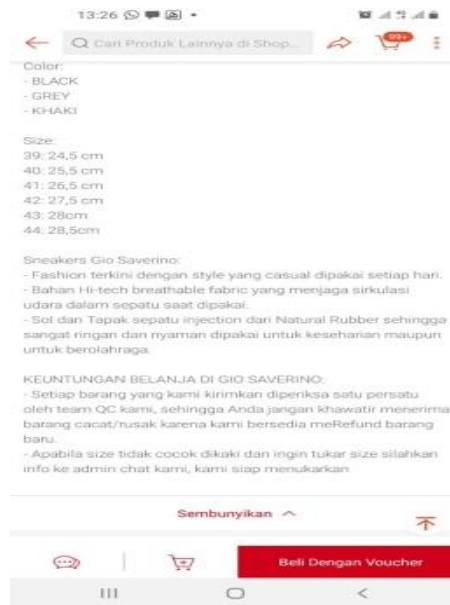 13:26
Cari Produk Lainnya di Shop...
99+
Color:
- BLACK
- GREY
- KHAKI
Size:
39: 24,5 cm
40: 25,5 cm
41: 26,5 cm
42: 27,5 cm
43: 28cm
44: 28,5cm
Sneakers Gio Saverino:
- Fashion terkini dengan style yang casual dipakai setiap hari.
- Bahan Hi-tech breathable fabric yang menjaga sirkulasi
udara dalam sepatu saat dipakai.
- Sol dan Tapak sepatu injection dari Natural Rubber sehingga
sangat ringan dan nyaman dipakai untuk keseharian maupun
untuk berolahraga.
KEUNTUNGAN BELANJA DI GIO SAVERINO:
- Setiap barang yang kami kirimkan diperiksa satu persatu
oleh team QC kami, sehingga Anda jangan khawatir menerima
barang cacat/rusak karena kami bersedia meRefund barang
baru.
- Apabila size tidak cocok dikaki dan ingin tukar size silahkan
info ke admin chat kami, kami siap menukarkan
Sembunyikan
Beli Dengan Voucher